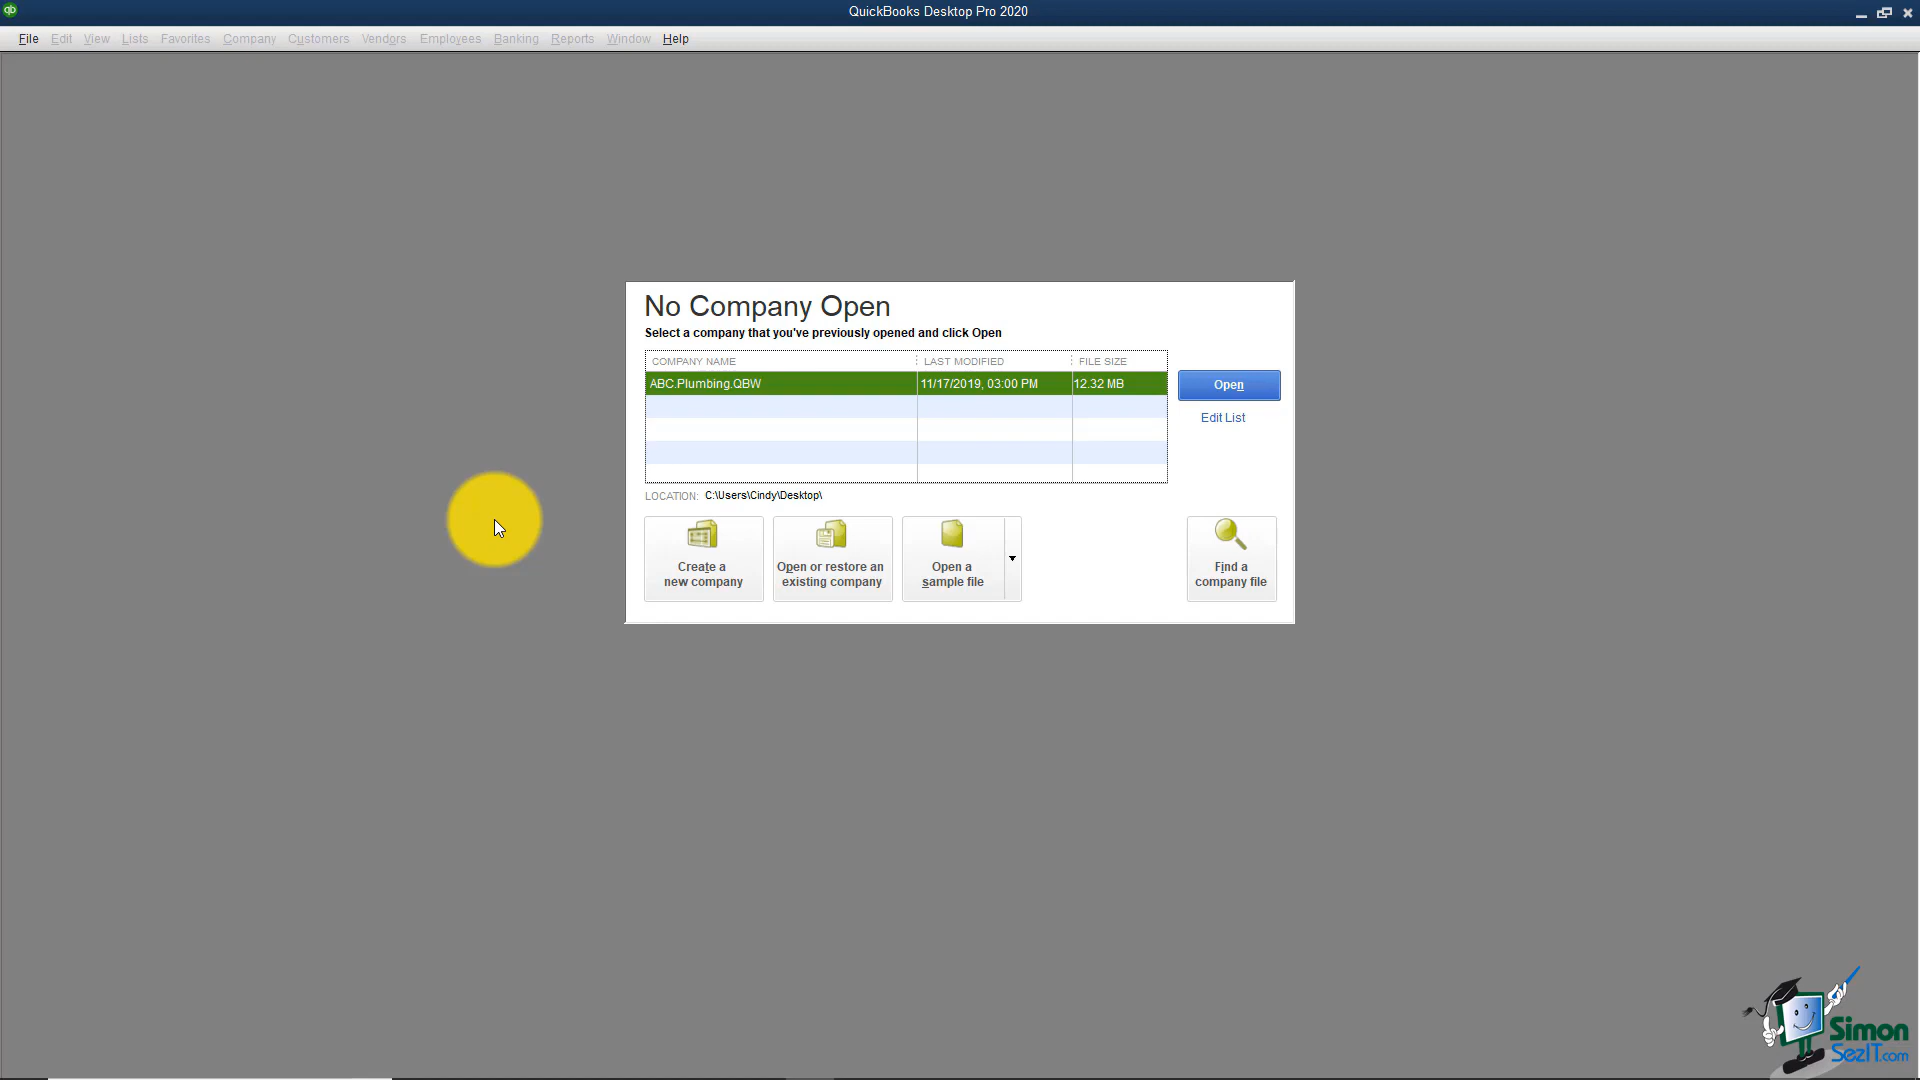 qb
QuickBooks Desktop Pro 2020
File Edit View Lists Favorites Company Customers Vendors Employees Banking Reports Window Help
No Company Open
Select a company that you've previously opened and click Open
COMPANY NAME LAST MODIFIED FILE SIZE
ABC.Plumbing.QBW 11/17/2019, 03:00 PM 12.32 MB
Open
Edit List
LOCATION: C:\Users\Cindy\Desktop\
Create a
new company
Open or restore an
existing company
Open a
sample file
Find a
company file
Simon
SezIT.com